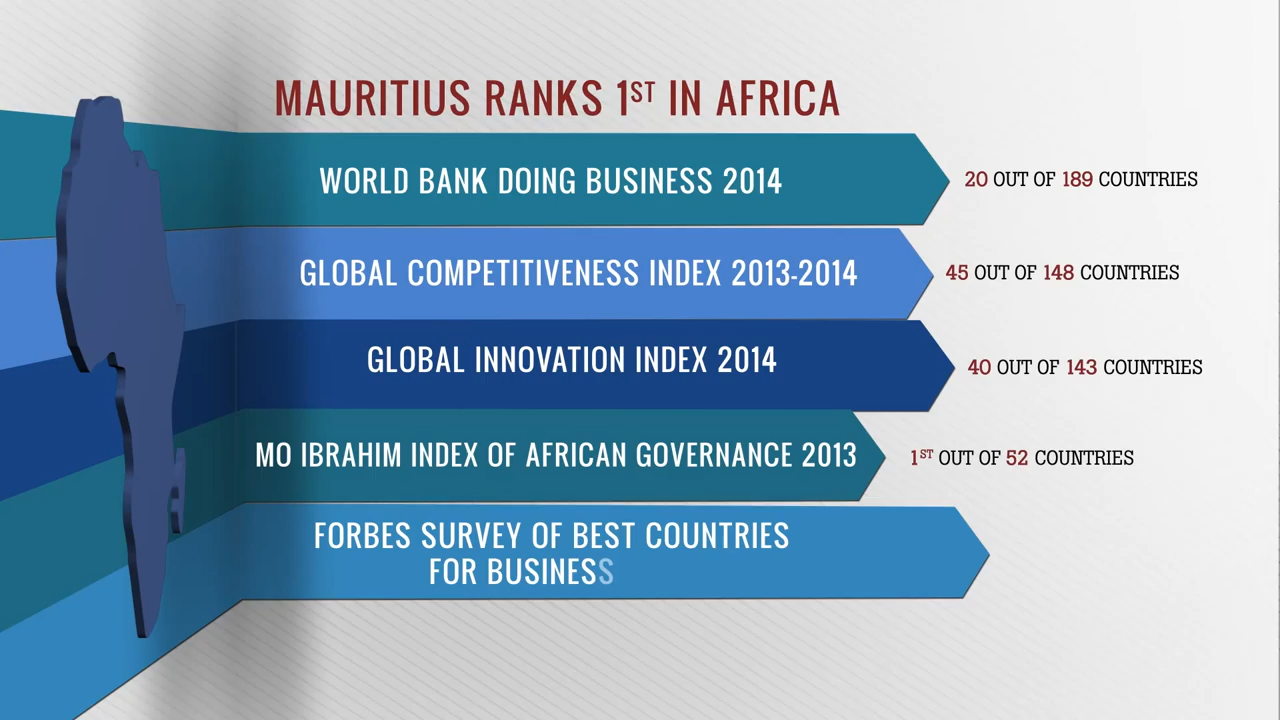 MAURITIUS RANKS 1ST IN AFRICA
WORLD BANK DOING BUSINESS 2014
20 OUT OF 189 COUNTRIES
GLOBAL COMPETITIVENESS INDEX 2013-2014
45 OUT OF 148 COUNTRIES
GLOBAL INNOVATION INDEX 2014
40 OUT OF 143 COUNTRIES
MO IBRAHIM INDEX OF AFRICAN GOVERNANCE 2013
1ST OUT OF 52 COUNTRIES
FORBES SURVEY OF BEST COUNTRIES
FOR BUSINESS